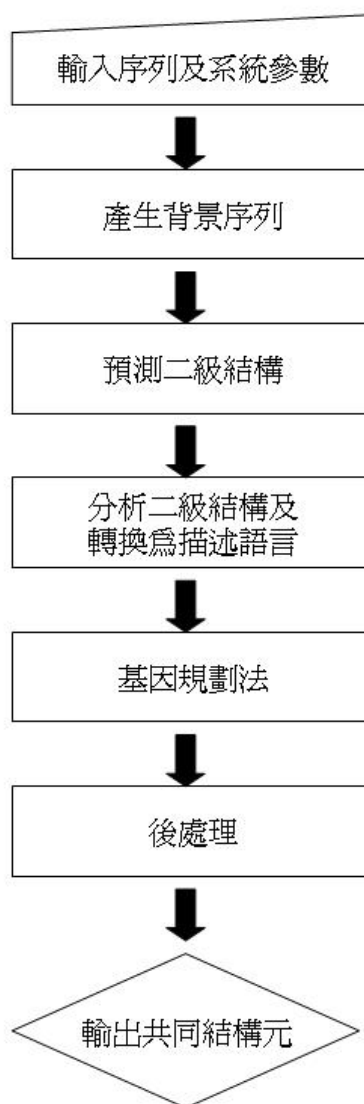 輸入序列及系統參數
產生背景序列
預測二級結構
分析二級結構及
轉換為描述語言
基因規劃法
後處理
輸出共同結構元